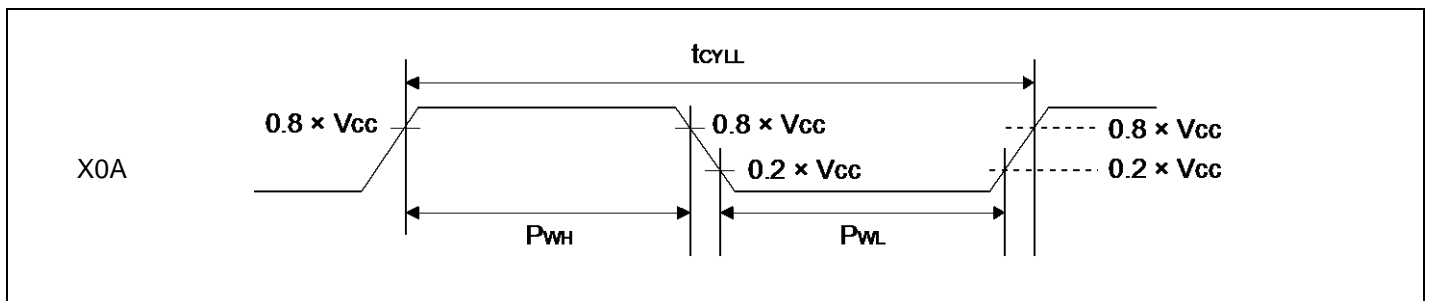 tCYLL
0.8 × Vcc
0.8 × Vcc
0.8 × Vcc
X0A
0.2 × Vcc
0.2 × Vcc
PWH
PWL